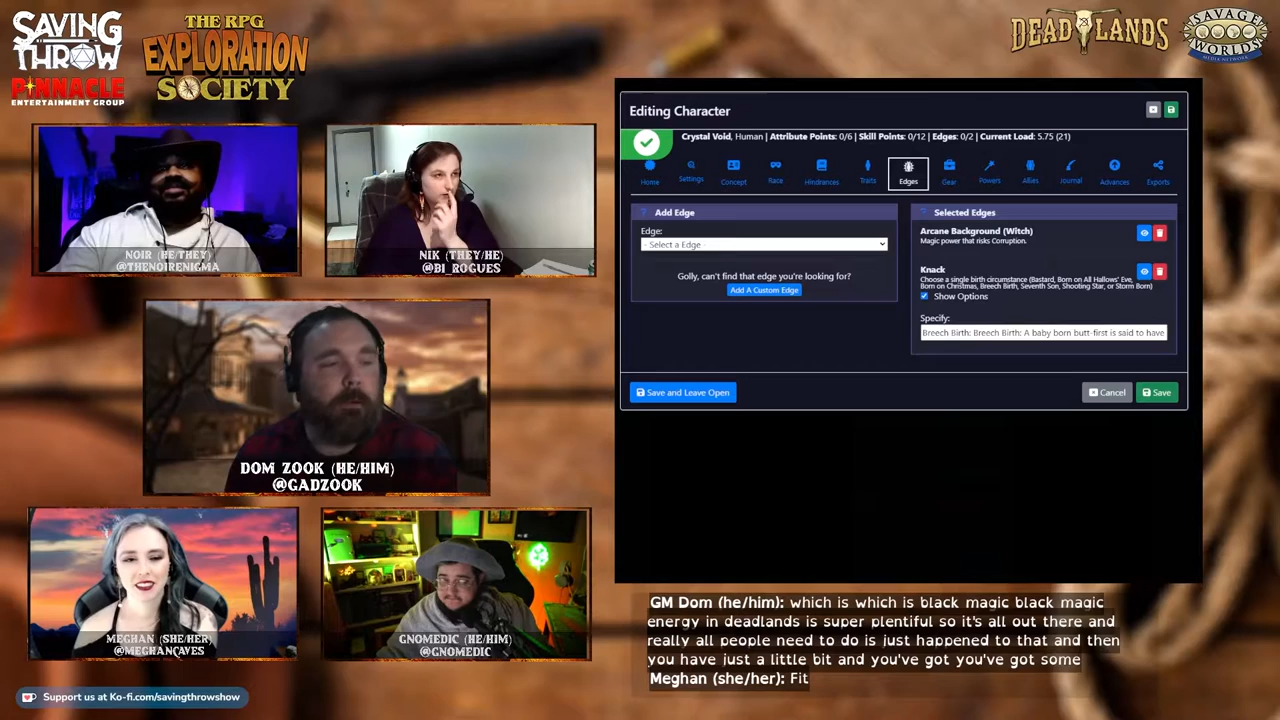 SAVING
THROW
PINNACLE
ENTERTAINMENT GROUP
THE RPG
EXPLORATION
SOCIETY
DEADLANDS
SAVAGE
WORLDS
MEDIA NETWORK
NOIR (HE/THEY)
@THENOIRENIGMA
NIK (THEY/HE)
@BI_ROGUES
DOM ZOOK (HE/HIM)
@GADZOOK
MEGHAN (SHE/HER)
@MEGHANCAVES
GNOMEDIC (HE/HIM)
@GNOMEDIC
Support us at Ko-fi.com/savingthrowshow
Editing Character
Crystal Void, Human | Attribute Points: 0/6 | Skill Points: 0/12 | Edges: 0/2 | Current Load: 5.75 (21)
Home Settings Concept Race Hindrances Traits Edges Gear Powers Allies Journal Advances Exports
Add Edge
Edge:
- Select a Edge -
Golly, can't find that edge you're looking for?
Add A Custom Edge
Selected Edges
Arcane Background (Witch)
Magic power that risks Corruption.
Knack
Choose a single birth circumstance (Bastard, Born on All Hallows' Eve,
Born on Christmas, Breech Birth, Seventh Son, Shooting Star, or Storm Born)
Show Options
Specify:
Breech Birth: Breech Birth: A baby born butt-first is said to have
Save and Leave Open
Cancel
Save
GM Dom (he/him): which is which is black magic black magic
energy in deadlands is super plentiful so it's all out there and
really all people need to do is just happened to that and then
you have just a little bit and you've got you've got some
Meghan (she/her): Fit